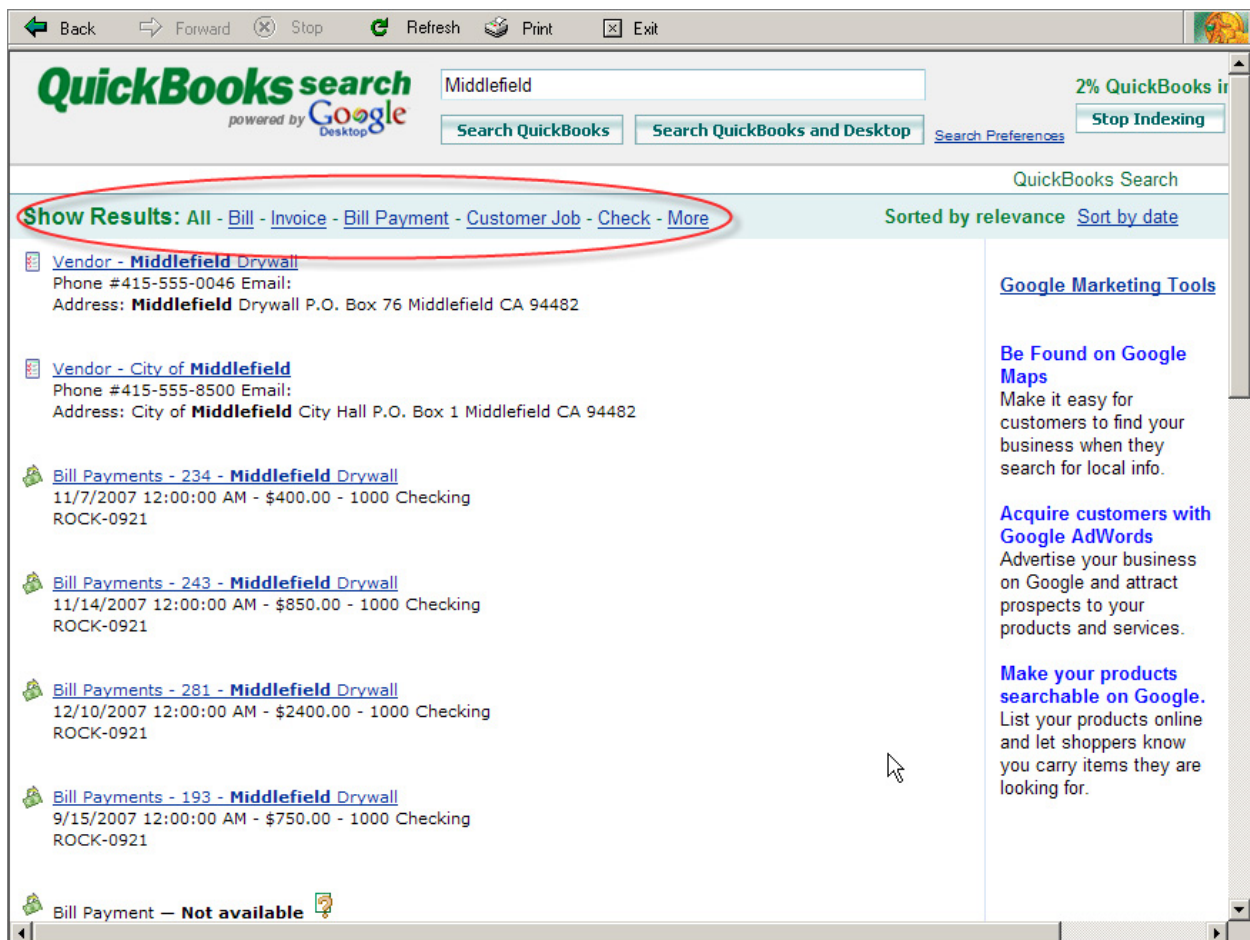 Back Forward Stop Refresh Print Exit
QuickBooks search
powered by Google
Desktop
Middlefield
Search QuickBooks Search QuickBooks and Desktop Search Preferences
2% QuickBooks in
Stop Indexing
QuickBooks Search
Show Results: All - Bill - Invoice - Bill Payment - Customer Job - Check - More
Sorted by relevance Sort by date
Vendor - Middlefield Drywall
Phone #415-555-0046 Email:
Address: Middlefield Drywall P.O. Box 76 Middlefield CA 94482
Vendor - City of Middlefield
Phone #415-555-8500 Email:
Address: City of Middlefield City Hall P.O. Box 1 Middlefield CA 94482
Bill Payments - 234 - Middlefield Drywall
11/7/2007 12:00:00 AM - $400.00 - 1000 Checking
ROCK-0921
Bill Payments - 243 - Middlefield Drywall
11/14/2007 12:00:00 AM - $850.00 - 1000 Checking
ROCK-0921
Bill Payments - 281 - Middlefield Drywall
12/10/2007 12:00:00 AM - $2400.00 - 1000 Checking
ROCK-0921
Bill Payments - 193 - Middlefield Drywall
9/15/2007 12:00:00 AM - $750.00 - 1000 Checking
ROCK-0921
Bill Payment — Not available
Google Marketing Tools
Be Found on Google
Maps
Make it easy for
customers to find your
business when they
search for local info.
Acquire customers with
Google AdWords
Advertise your business
on Google and attract
prospects to your
products and services.
Make your products
searchable on Google.
List your products online
and let shoppers know
you carry items they are
looking for.